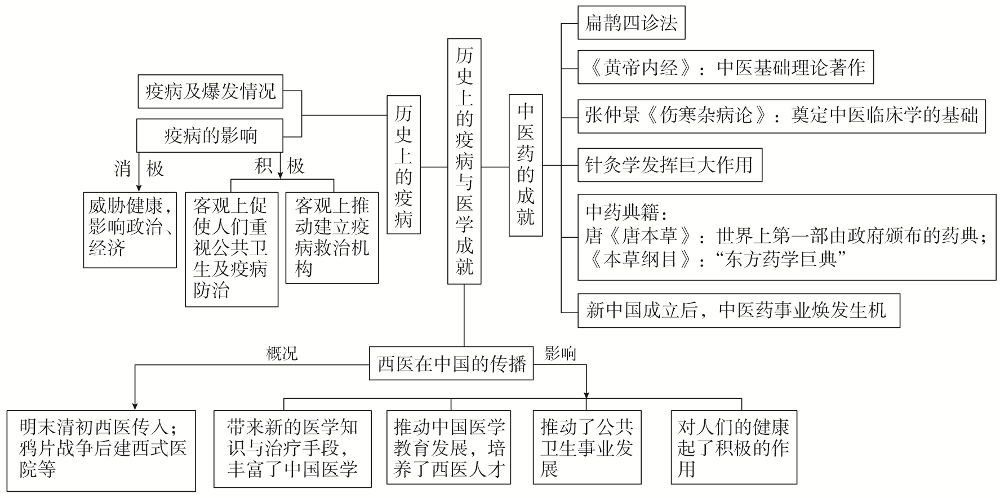 历史上的疫病与医学成就
历史上的疫病
疫病及爆发情况
疫病的影响
消极
积极
威胁健康，
影响政治、
经济
客观上促
使人们重
视公共卫
生及疫病
防治
客观上推
动建立疫
病救治机
构
中医药的成就
扁鹊四诊法
《黄帝内经》：中医基础理论著作
张仲景《伤寒杂病论》：奠定中医临床学的基础
针灸学发挥巨大作用
中药典籍：
唐《唐本草》：世界上第一部由政府颁布的药典；
《本草纲目》：“东方药学巨典”
新中国成立后，中医药事业焕发生机
西医在中国的传播
概况
影响
明末清初西医传入；
鸦片战争后建西式医
院等
带来新的医学知
识与治疗手段，
丰富了中国医学
推动中国医学
教育发展，培
养了西医人才
推动了公共
卫生事业发
展
对人们的健康
起了积极的作
用